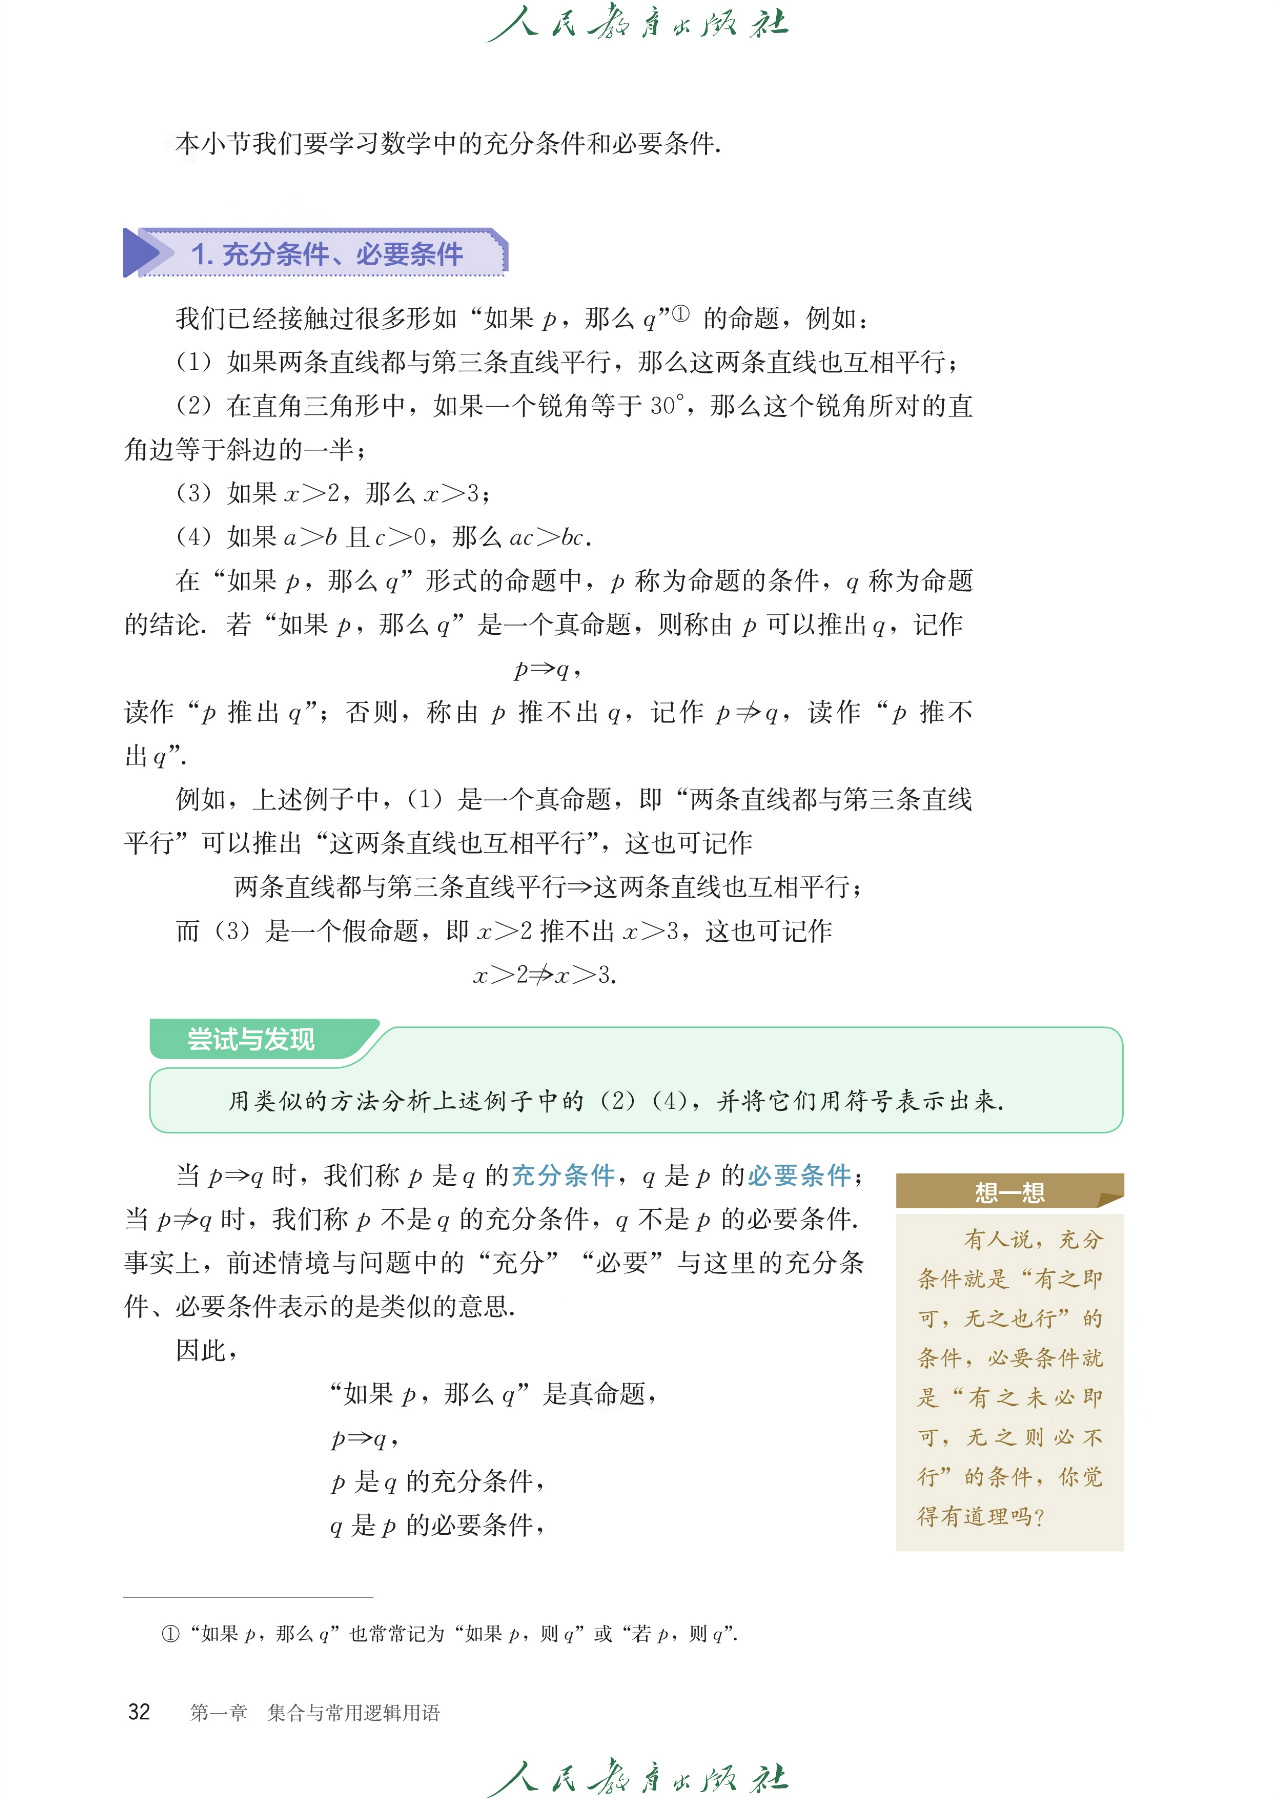 人民教育出版社
本小节我们要学习数学中的充分条件和必要条件.
1. 充分条件、必要条件
我们已经接触过很多形如“如果 p，那么 q”① 的命题，例如：
（1）如果两条直线都与第三条直线平行，那么这两条直线也互相平行；
（2）在直角三角形中，如果一个锐角等于 30°，那么这个锐角所对的直
角边等于斜边的一半；
（3）如果 x＞2，那么 x＞3；
（4）如果 a＞b 且 c＞0，那么 ac＞bc.
在“如果 p，那么 q”形式的命题中，p 称为命题的条件，q 称为命题
的结论. 若“如果 p，那么 q”是一个真命题，则称由 p 可以推出 q，记作
p⇒q，
读作“p 推出 q”；否则，称由 p 推不出 q，记作 p⇏q，读作“p 推不
出 q”.
例如，上述例子中，（1）是一个真命题，即“两条直线都与第三条直线
平行”可以推出“这两条直线也互相平行”，这也可记作
两条直线都与第三条直线平行⇒这两条直线也互相平行；
而（3）是一个假命题，即 x＞2 推不出 x＞3，这也可记作
x＞2⇏x＞3.
尝试与发现
用类似的方法分析上述例子中的（2）（4），并将它们用符号表示出来.
当 p⇒q 时，我们称 p 是 q 的充分条件，q 是 p 的必要条件；
当 p⇏q 时，我们称 p 不是 q 的充分条件，q 不是 p 的必要条件.
事实上，前述情境与问题中的“充分”“必要”与这里的充分条
件、必要条件表示的是类似的意思.
因此，
“如果 p，那么 q”是真命题，
p⇒q，
p 是 q 的充分条件，
q 是 p 的必要条件，
想一想
有人说，充分
条件就是“有之即
可，无之也行”的
条件，必要条件就
是“有之未必即
可，无之则必不
行”的条件，你觉
得有道理吗？
①“如果 p，那么 q”也常常记为“如果 p，则 q”或“若 p，则 q”.
32 第一章 集合与常用逻辑用语
人民教育出版社